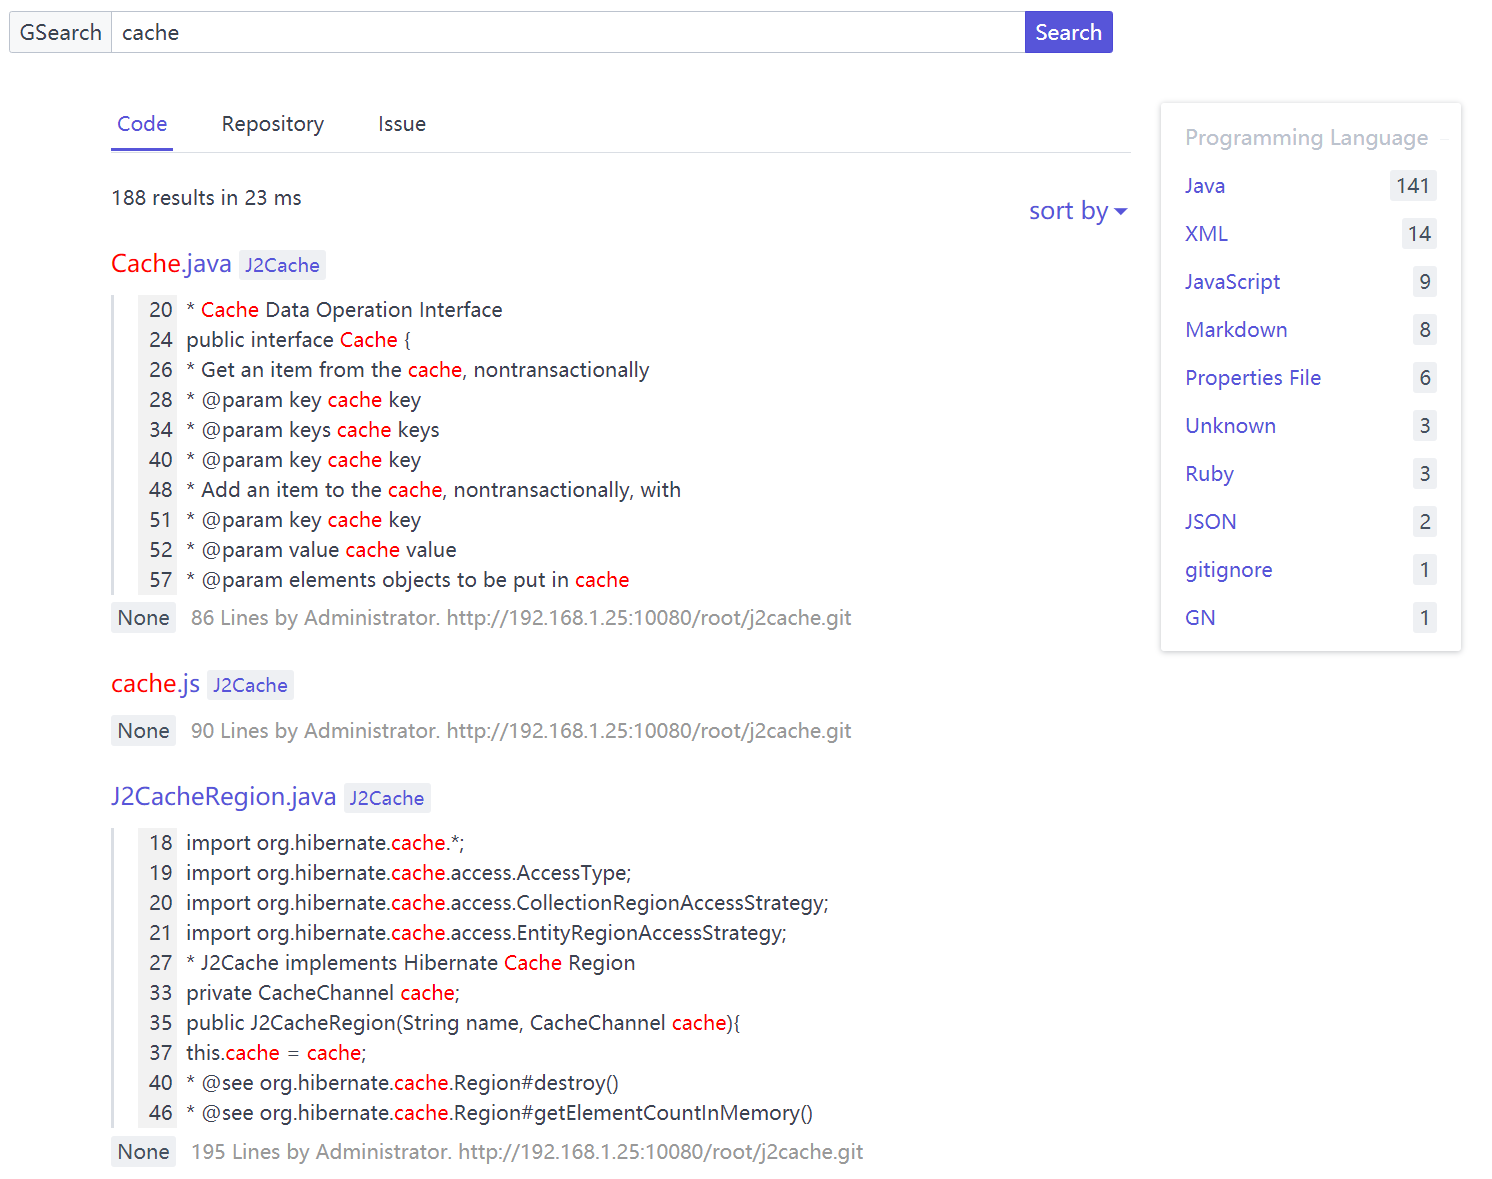 GSearch cache Search
Code Repository Issue
188 results in 23 ms
sort by
Cache.java J2Cache
20 * Cache Data Operation Interface
24 public interface Cache {
26 * Get an item from the cache, nontransactionally
28 * @param key cache key
34 * @param keys cache keys
40 * @param key cache key
48 * Add an item to the cache, nontransactionally, with
51 * @param key cache key
52 * @param value cache value
57 * @param elements objects to be put in cache
None 86 Lines by Administrator. http://192.168.1.25:10080/root/j2cache.git
cache.js J2Cache
None 90 Lines by Administrator. http://192.168.1.25:10080/root/j2cache.git
J2CacheRegion.java J2Cache
18 import org.hibernate.cache.*;
19 import org.hibernate.cache.access.AccessType;
20 import org.hibernate.cache.access.CollectionRegionAccessStrategy;
21 import org.hibernate.cache.access.EntityRegionAccessStrategy;
27 * J2Cache implements Hibernate Cache Region
33 private CacheChannel cache;
35 public J2CacheRegion(String name, CacheChannel cache){
37 this.cache = cache;
40 * @see org.hibernate.cache.Region#destroy()
46 * @see org.hibernate.cache.Region#getElementCountInMemory()
None 195 Lines by Administrator. http://192.168.1.25:10080/root/j2cache.git
Programming Language
Java 141
XML 14
JavaScript 9
Markdown 8
Properties File 6
Unknown 3
Ruby 3
JSON 2
gitignore 1
GN 1